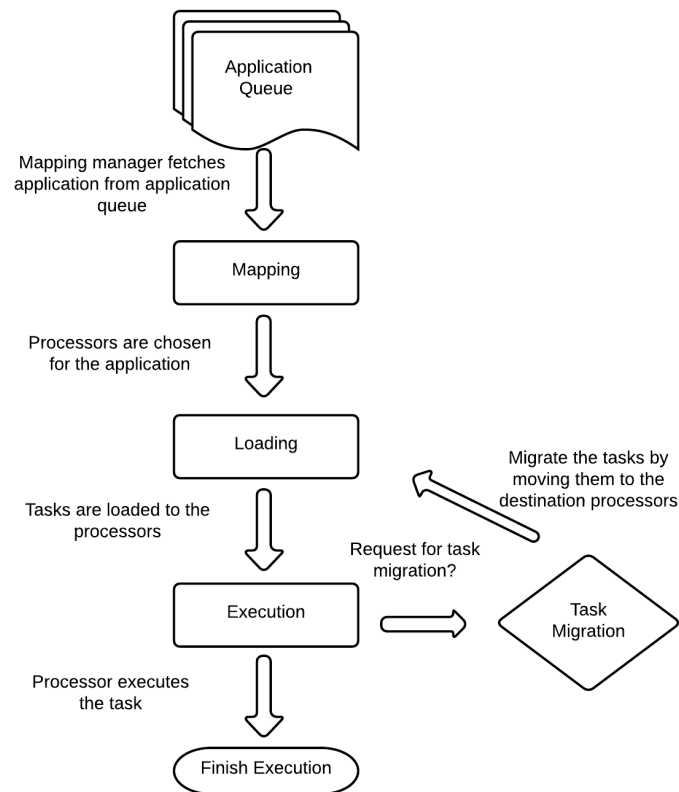 Application
Queue
Mapping manager fetches
application from application
queue
Mapping
Processors are chosen
for the application
Loading
Migrate the tasks by
moving them to the
destination processors
Tasks are loaded to the
processors
Request for task
migration?
Execution
Task
Migration
Processor executes
the task
Finish Execution